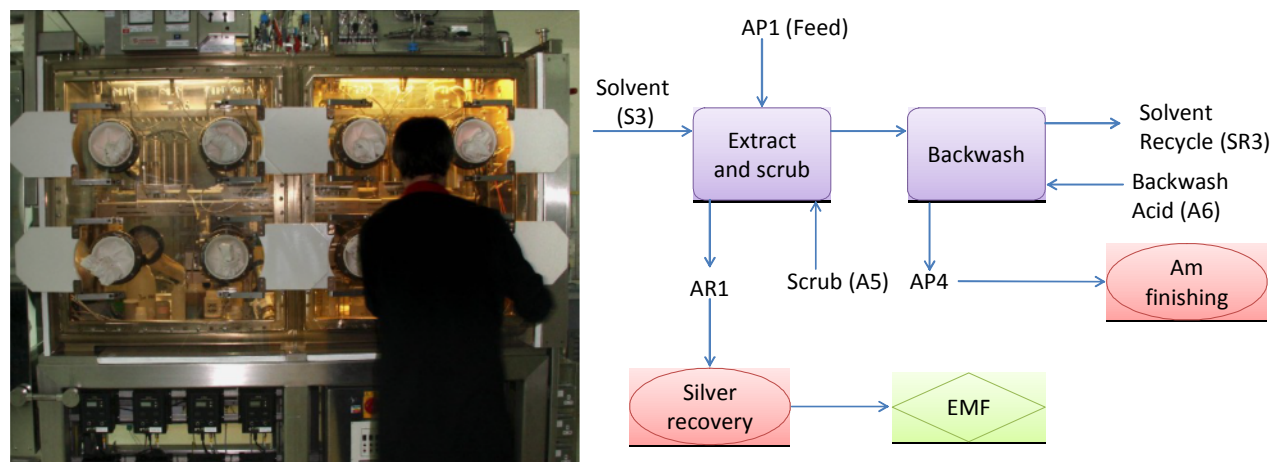 AP1 (Feed)
Solvent
(S3)
Extract
and scrub
Backwash
Solvent
Recycle (SR3)
Backwash
Acid (A6)
AR1
Scrub (A5)
AP4
Am
finishing
Silver
recovery
EMF